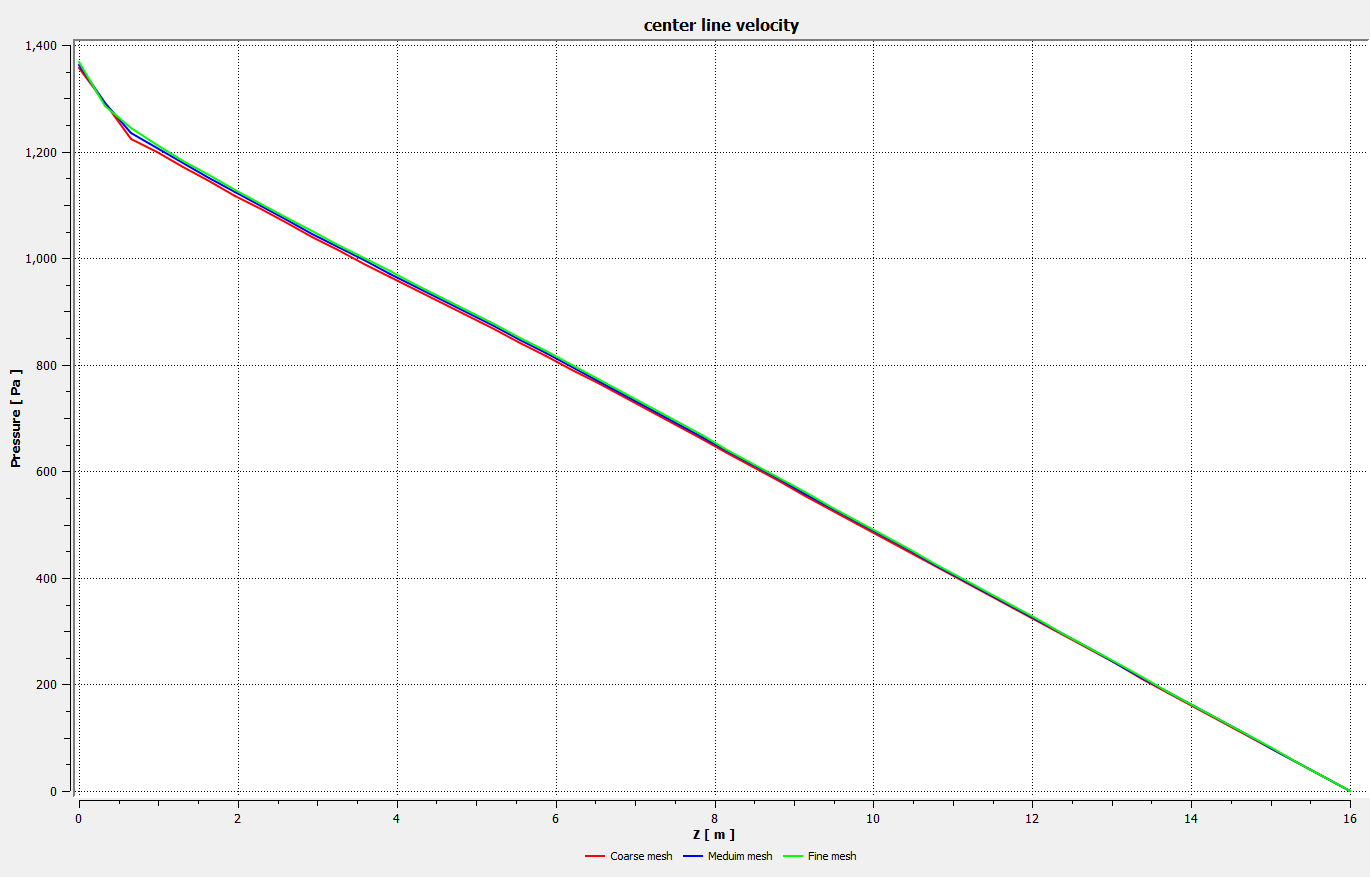 center line velocity
1,400
1,200
1,000
800
600
400
200
0
Pressure [ Pa ]
0 2 4 6 8 10 12 14 16
Z [ m ]
Coarse mesh Meduim mesh Fine mesh